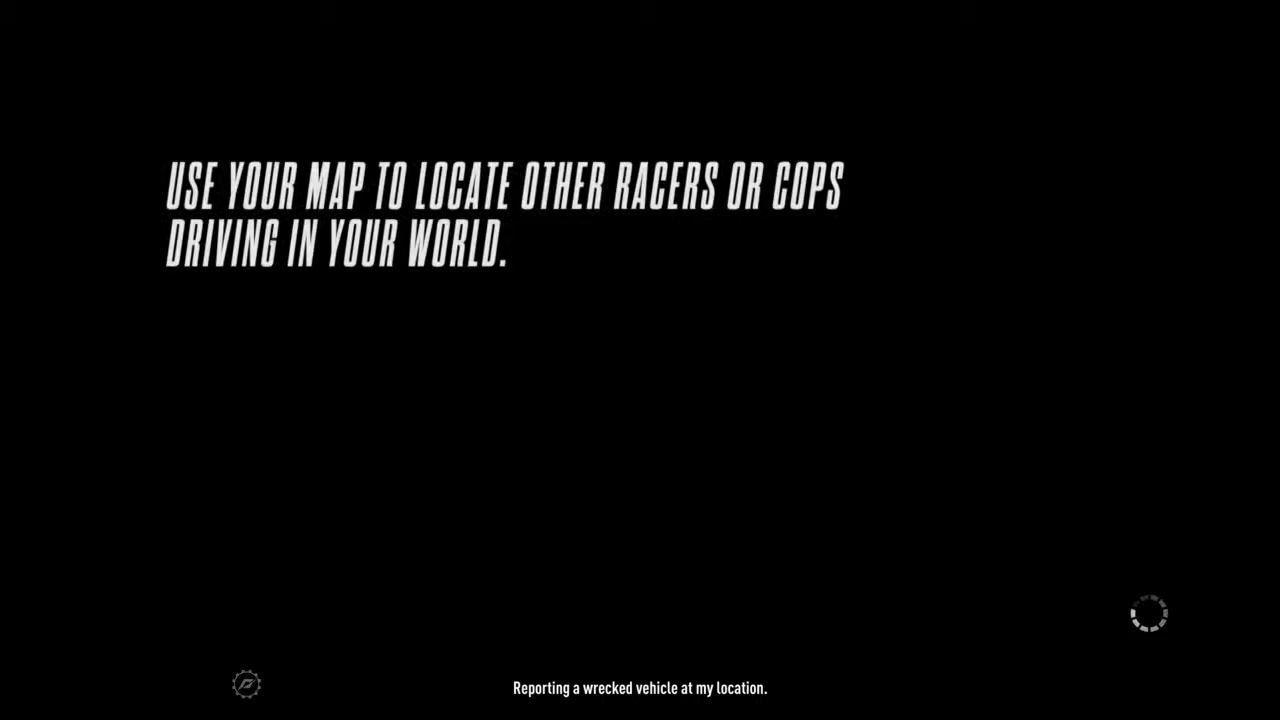 USE YOUR MAP TO LOCATE OTHER RACERS OR COPS
DRIVING IN YOUR WORLD.
Reporting a wrecked vehicle at my location.